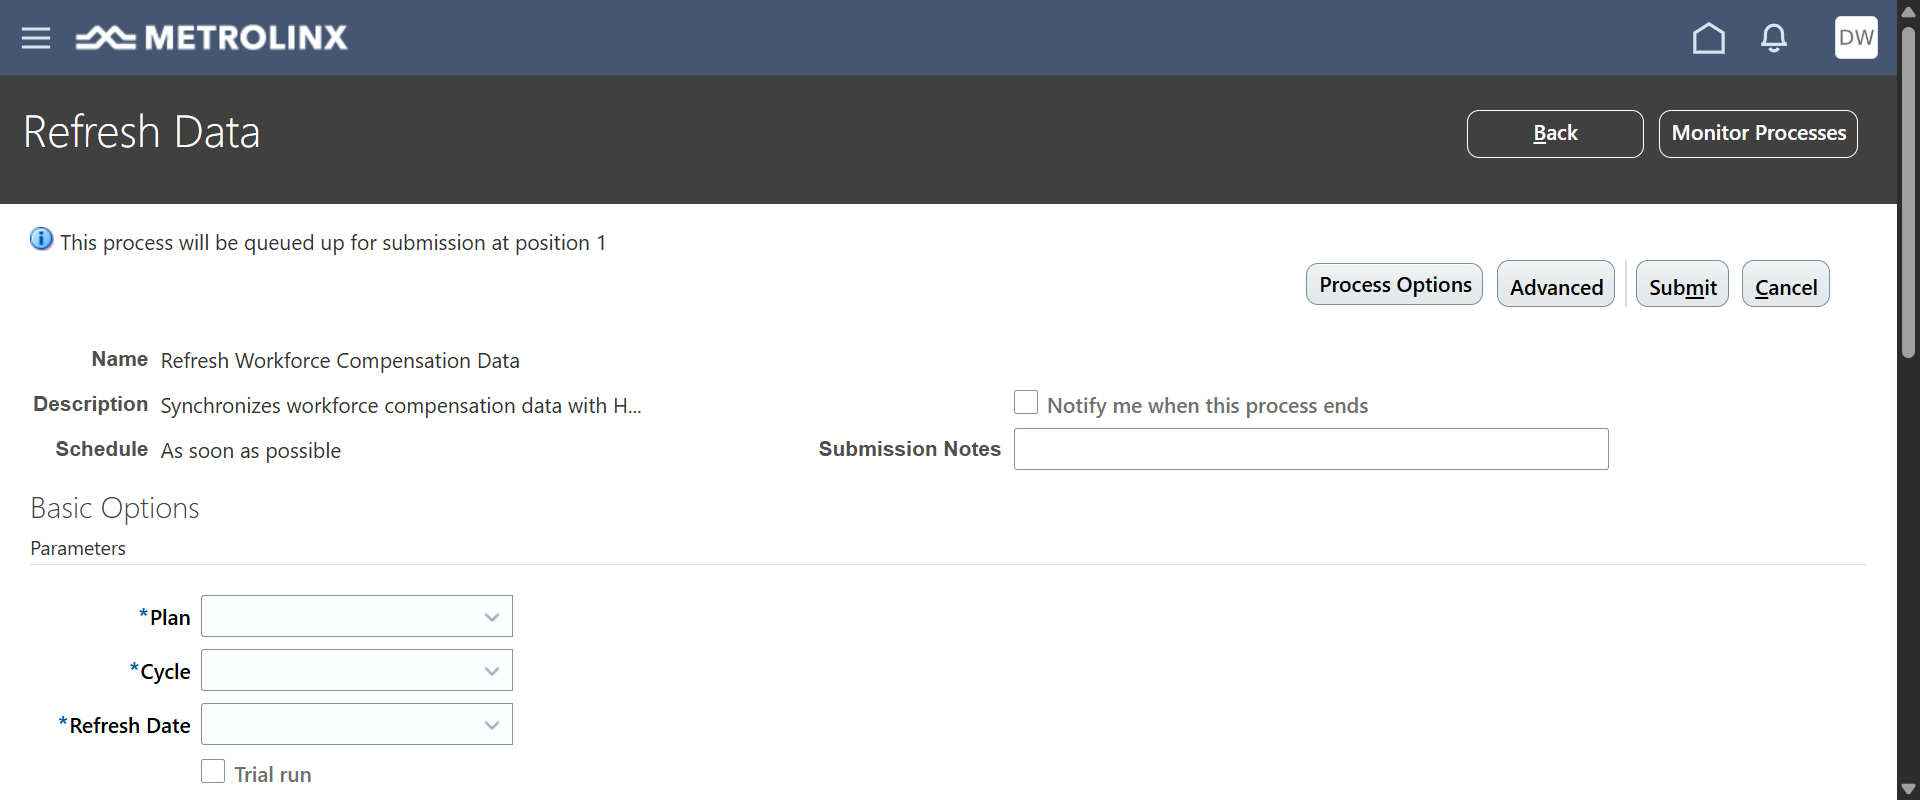 METROLINX
DW
Refresh Data
Back
Monitor Processes
This process will be queued up for submission at position 1
Process Options
Advanced
Submit
Cancel
Name Refresh Workforce Compensation Data
Description Synchronizes workforce compensation data with H...
Notify me when this process ends
Schedule As soon as possible
Submission Notes
Basic Options
Parameters
*Plan
*Cycle
*Refresh Date
Trial run